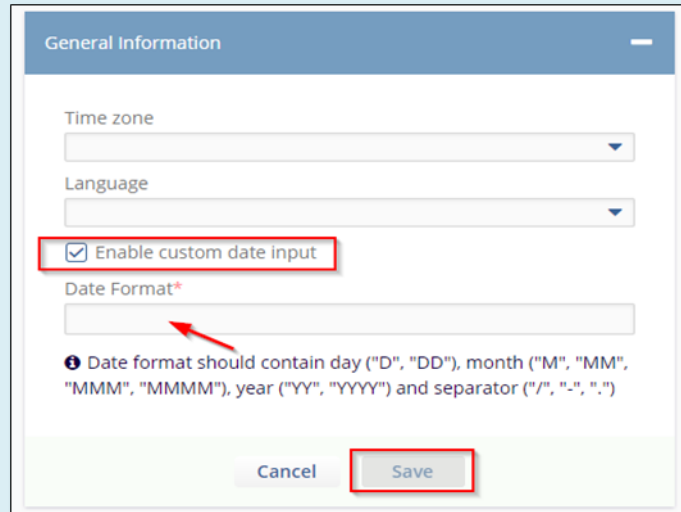 General Information
Time zone
Language
Enable custom date input
Date Format*
Date format should contain day ("D", "DD"), month ("M", "MM",
"MMM", "MMMM"), year ("YY", "YYYY") and separator ("/", "-", ".")
Cancel Save